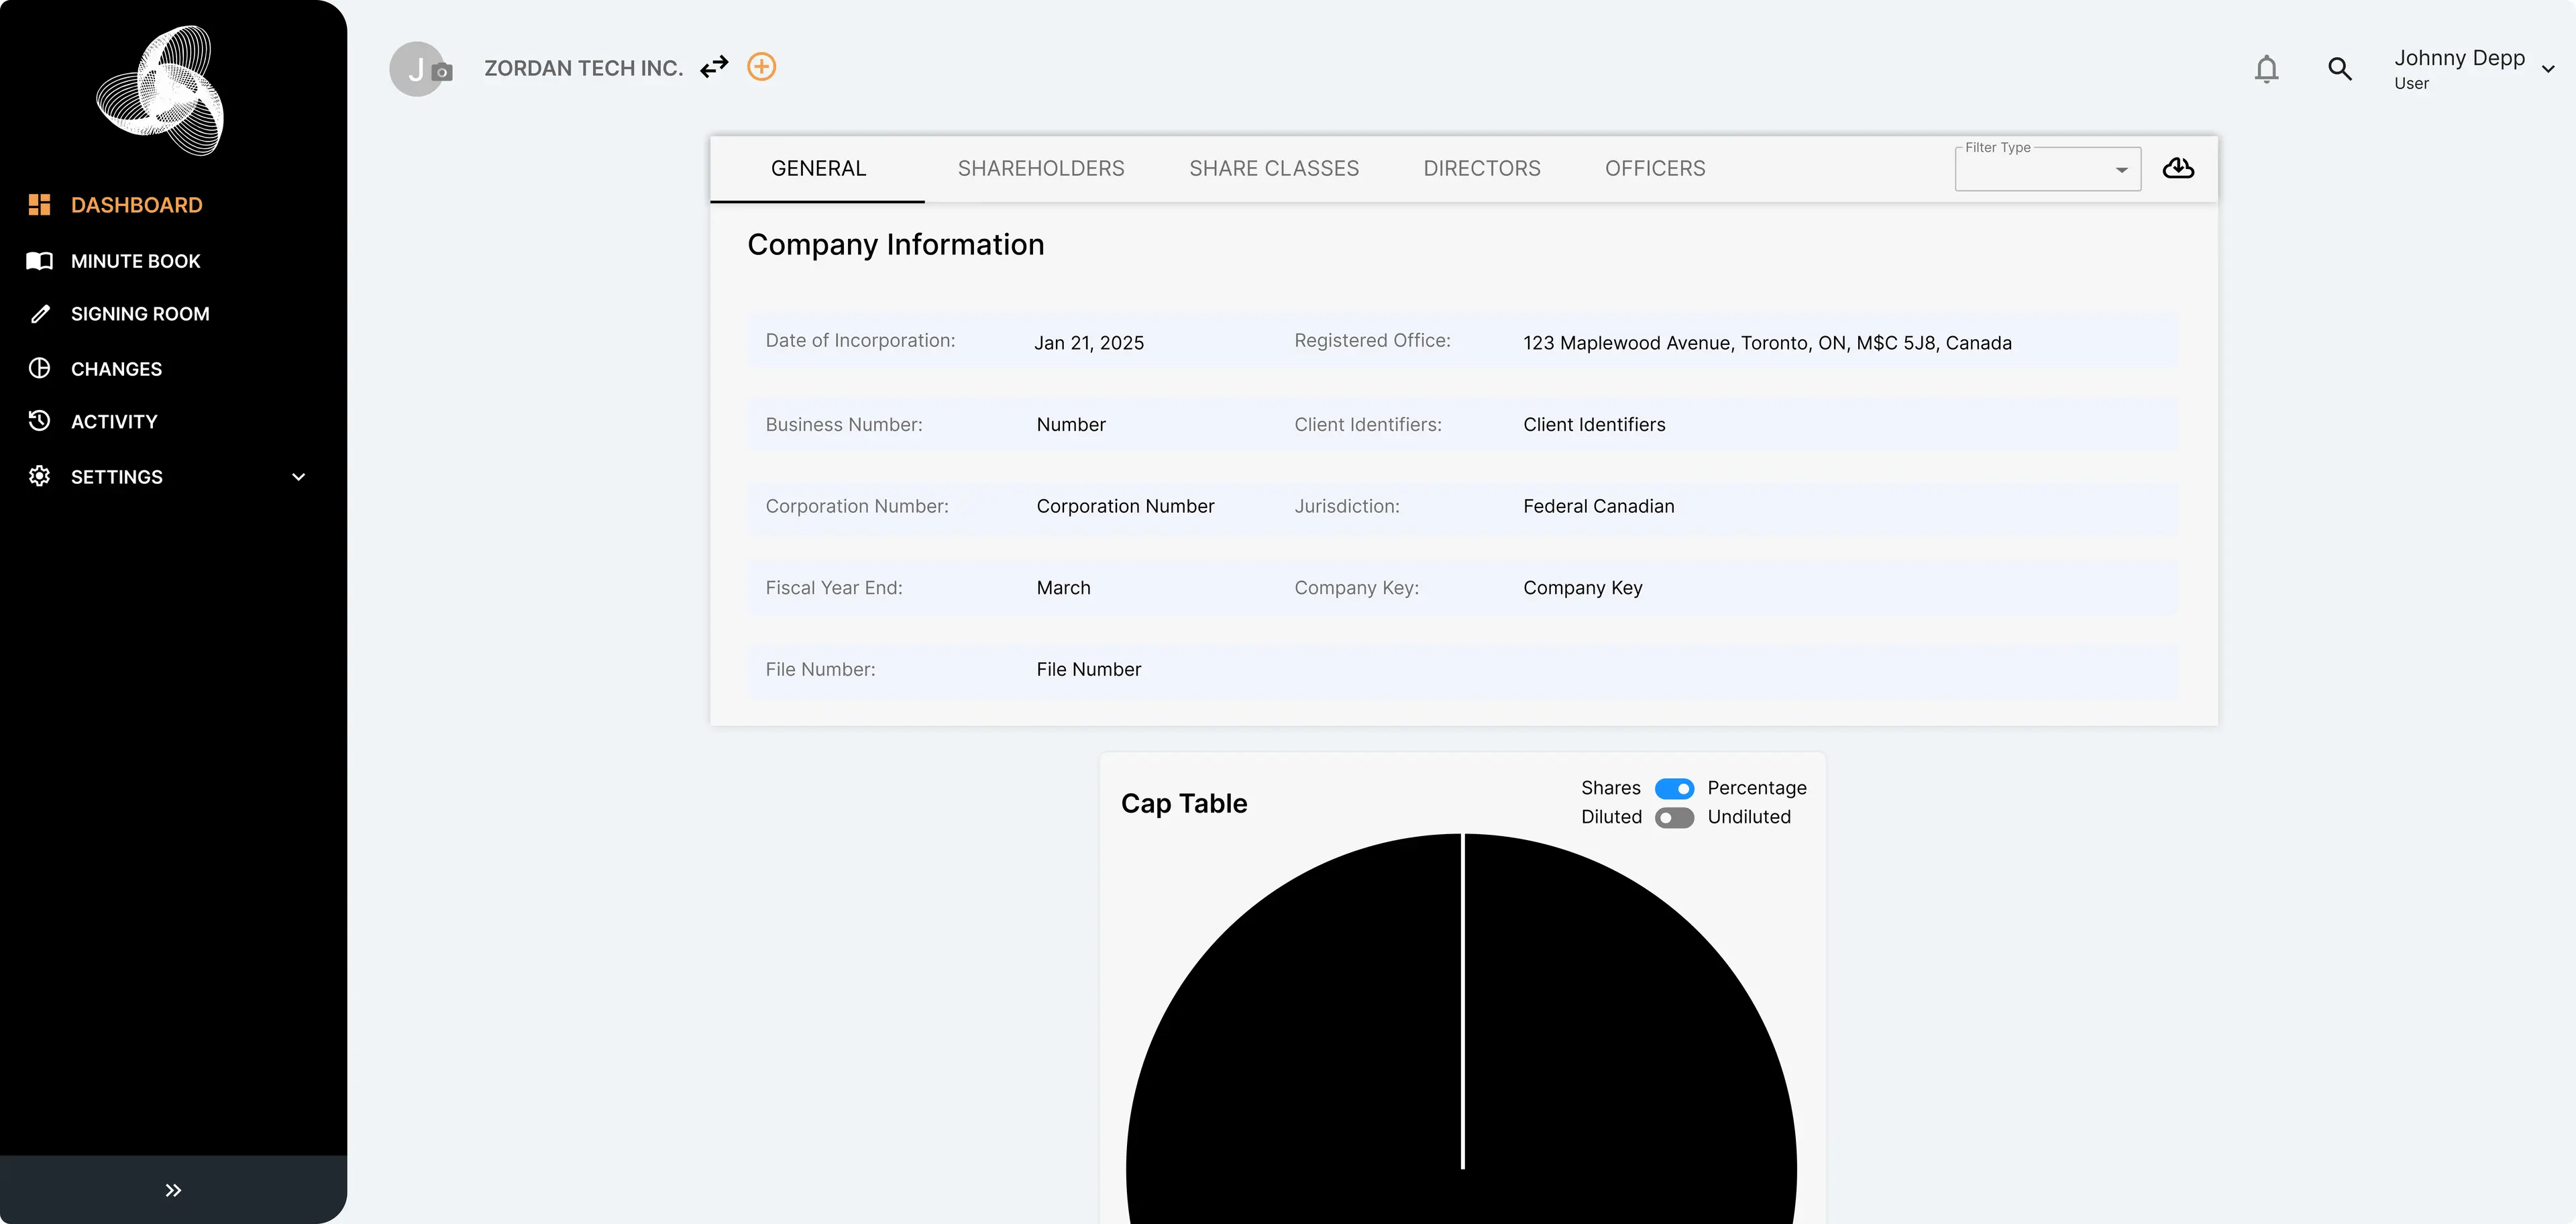 J
ZORDAN TECH INC.
Johnny Depp
User
DASHBOARD
MINUTE BOOK
SIGNING ROOM
CHANGES
ACTIVITY
SETTINGS
GENERAL SHAREHOLDERS SHARE CLASSES DIRECTORS OFFICERS
Filter Type
Company Information
Date of Incorporation: Jan 21, 2025 Registered Office: 123 Maplewood Avenue, Toronto, ON, M$C 5J8, Canada
Business Number: Number Client Identifiers: Client Identifiers
Corporation Number: Corporation Number Jurisdiction: Federal Canadian
Fiscal Year End: March Company Key: Company Key
File Number: File Number
Cap Table
Shares Percentage
Diluted Undiluted